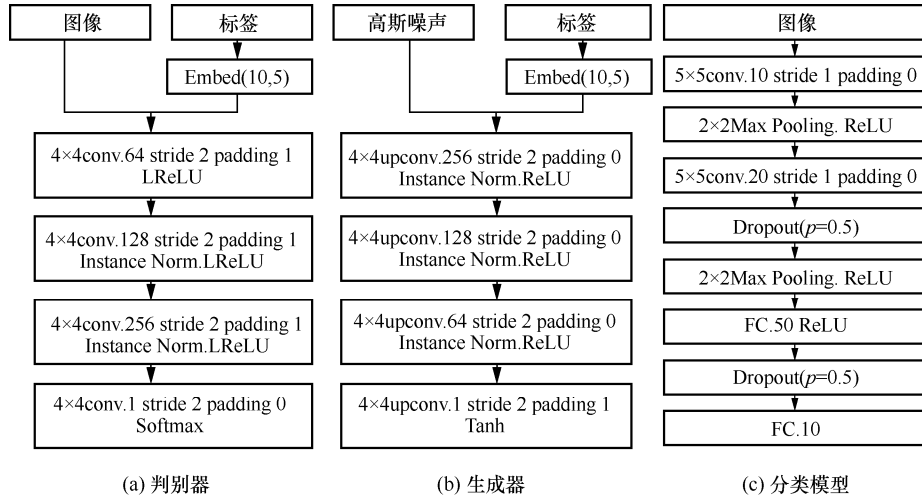 图像
标签
Embed(10,5)
4×4conv.64 stride 2 padding 1
LReLU
4×4conv.128 stride 2 padding 1
Instance Norm.LReLU
4×4conv.256 stride 2 padding 1
Instance Norm.LReLU
4×4conv.1 stride 2 padding 0
Softmax
(a) 判别器
高斯噪声
标签
Embed(10,5)
4×4upconv.256 stride 2 padding 0
Instance Norm.ReLU
4×4upconv.128 stride 2 padding 0
Instance Norm.ReLU
4×4upconv.64 stride 2 padding 0
Instance Norm.ReLU
4×4upconv.1 stride 2 padding 1
Tanh
(b) 生成器
图像
5×5conv.10 stride 1 padding 0
2×2Max Pooling. ReLU
5×5conv.20 stride 1 padding 0
Dropout(p=0.5)
2×2Max Pooling. ReLU
FC.50 ReLU
Dropout(p=0.5)
FC.10
(c) 分类模型